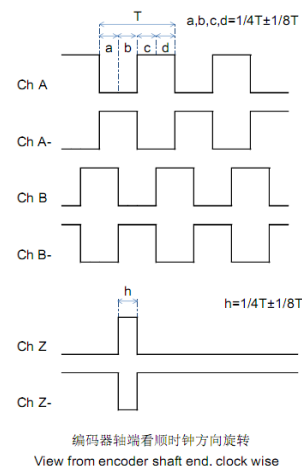 T
a,b,c,d=1/4T±1/8T
a b c d
Ch A
Ch A-
Ch B
Ch B-
h
h=1/4T±1/8T
Ch Z
Ch Z-
编码器轴端看顺时钟方向旋转
View from encoder shaft end, clock wise